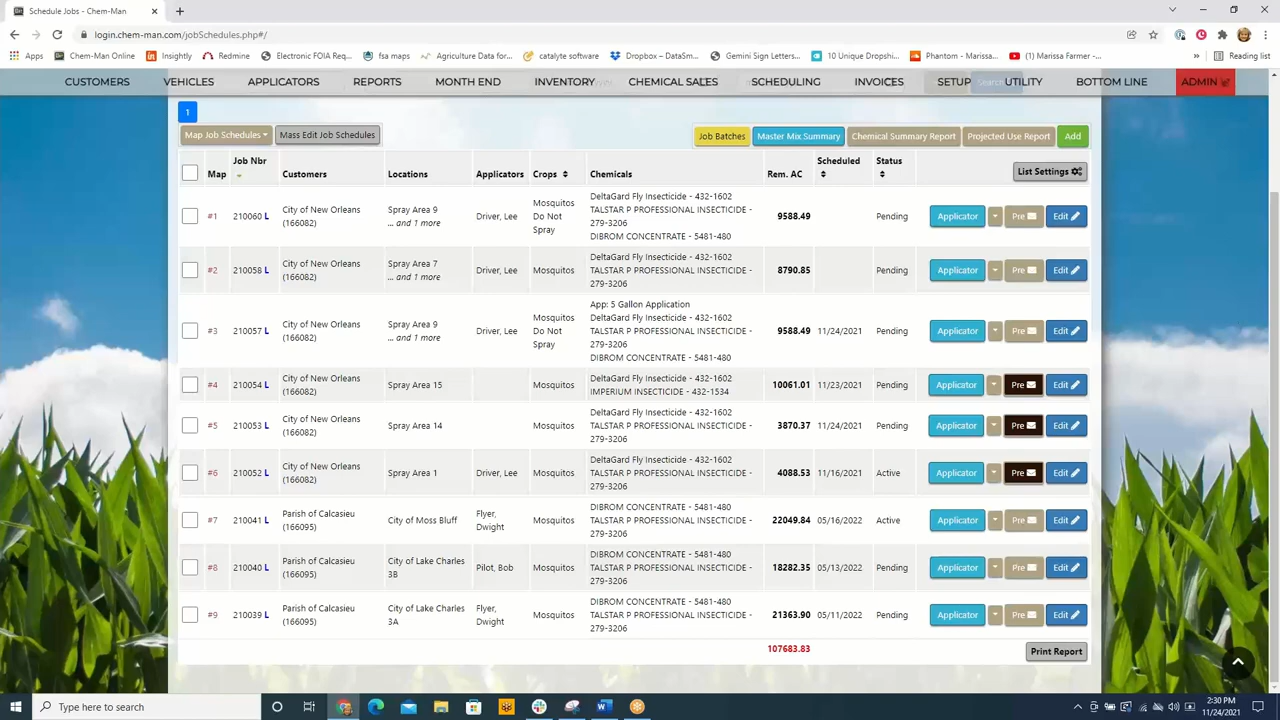 Schedule Jobs - Chem-Man
login.chem-man.com/jobSchedules.php#/
Apps
Chem-Man Online
Insightly
Redmine
Electronic FOIA Req...
fsa maps
Agriculture Data for...
catalyte software
Dropbox – DataSm...
Gemini Sign Letters...
10 Unique Dropshi...
Phantom - Marissa...
Marissa Farmer -...
»
Reading list
CUSTOMERS VEHICLES APPLICATORS REPORTS MONTH END INVENTORY CHEMICAL SALES SCHEDULING INVOICES SETUP UTILITY BOTTOM LINE ADMIN
1
Map Job Schedules Mass Edit Job Schedules
Job Batches Master Mix Summary Chemical Summary Report Projected Use Report Add
Map Job Nbr Customers Locations Applicators Crops Chemicals Rem. AC Scheduled Status List Settings
#1 210060 L
City of New Orleans
(166082)
Spray Area 9
... and 1 more
Driver, Lee
Mosquitos
Do Not
Spray
DeltaGard Fly Insecticide - 432-1602
TALSTAR P PROFESSIONAL INSECTICIDE -
279-3206
DIBROM CONCENTRATE - 5481-480
9588.49
Pending
Applicator Pre Edit
#2 210058 L
City of New Orleans
(166082)
Spray Area 7
... and 1 more
Driver, Lee
Mosquitos
DeltaGard Fly Insecticide - 432-1602
TALSTAR P PROFESSIONAL INSECTICIDE -
279-3206
8790.85
Pending
Applicator Pre Edit
#3 210057 L
City of New Orleans
(166082)
Spray Area 9
... and 1 more
Driver, Lee
Mosquitos
Do Not
Spray
App: 5 Gallon Application
DeltaGard Fly Insecticide - 432-1602
TALSTAR P PROFESSIONAL INSECTICIDE -
279-3206
DIBROM CONCENTRATE - 5481-480
9588.49
11/24/2021
Pending
Applicator Pre Edit
#4 210054 L
City of New Orleans
(166082)
Spray Area 15
Mosquitos
DeltaGard Fly Insecticide - 432-1602
IMPERIUM INSECTICIDE - 432-1534
10061.01
11/23/2021
Pending
Applicator Pre Edit
#5 210053 L
City of New Orleans
(166082)
Spray Area 14
Mosquitos
DeltaGard Fly Insecticide - 432-1602
TALSTAR P PROFESSIONAL INSECTICIDE -
279-3206
3870.37
11/24/2021
Pending
Applicator Pre Edit
#6 210052 L
City of New Orleans
(166082)
Spray Area 1
Driver, Lee
Mosquitos
DeltaGard Fly Insecticide - 432-1602
TALSTAR P PROFESSIONAL INSECTICIDE -
279-3206
4088.53
11/16/2021
Active
Applicator Pre Edit
#7 210041 L
Parish of Calcasieu
(166095)
City of Moss Bluff
Flyer,
Dwight
Mosquitos
DIBROM CONCENTRATE - 5481-480
TALSTAR P PROFESSIONAL INSECTICIDE -
279-3206
22049.84
05/16/2022
Active
Applicator Pre Edit
#8 210040 L
Parish of Calcasieu
(166095)
City of Lake Charles
3B
Pilot, Bob
Mosquitos
DIBROM CONCENTRATE - 5481-480
TALSTAR P PROFESSIONAL INSECTICIDE -
279-3206
18282.35
05/13/2022
Pending
Applicator Pre Edit
#9 210039 L
Parish of Calcasieu
(166095)
City of Lake Charles
3A
Flyer,
Dwight
Mosquitos
DIBROM CONCENTRATE - 5481-480
TALSTAR P PROFESSIONAL INSECTICIDE -
279-3206
21363.90
05/11/2022
Pending
Applicator Pre Edit
107683.83
Print Report
Type here to search
2:30 PM
11/24/2021